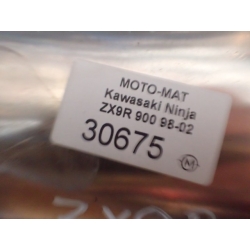 MOTO-MAT
Kawasaki Ninja
ZX9R 900 98-02
30675
M